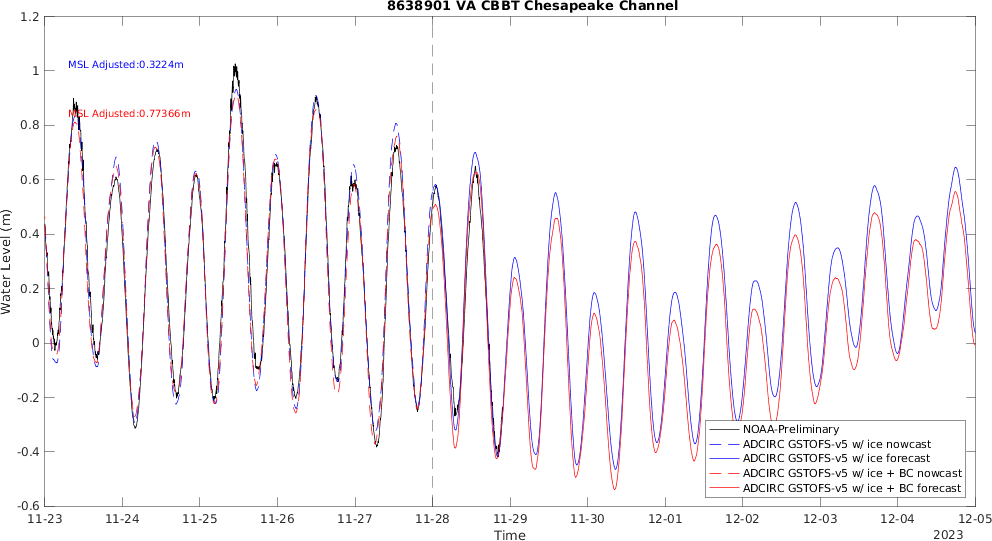 8638901 VA CBBT Chesapeake Channel
1.2
1
0.8
0.6
0.4
0.2
0
-0.2
-0.4
-0.6
Water Level (m)
MSL Adjusted:0.3224m
MSL Adjusted:0.77366m
NOAA-Preliminary
ADCIRC GSTOFS-v5 w/ ice nowcast
ADCIRC GSTOFS-v5 w/ ice forecast
ADCIRC GSTOFS-v5 w/ ice + BC nowcast
ADCIRC GSTOFS-v5 w/ ice + BC forecast
11-23 11-24 11-25 11-26 11-27 11-28 11-29 11-30 12-01 12-02 12-03 12-04 12-05
Time
2023